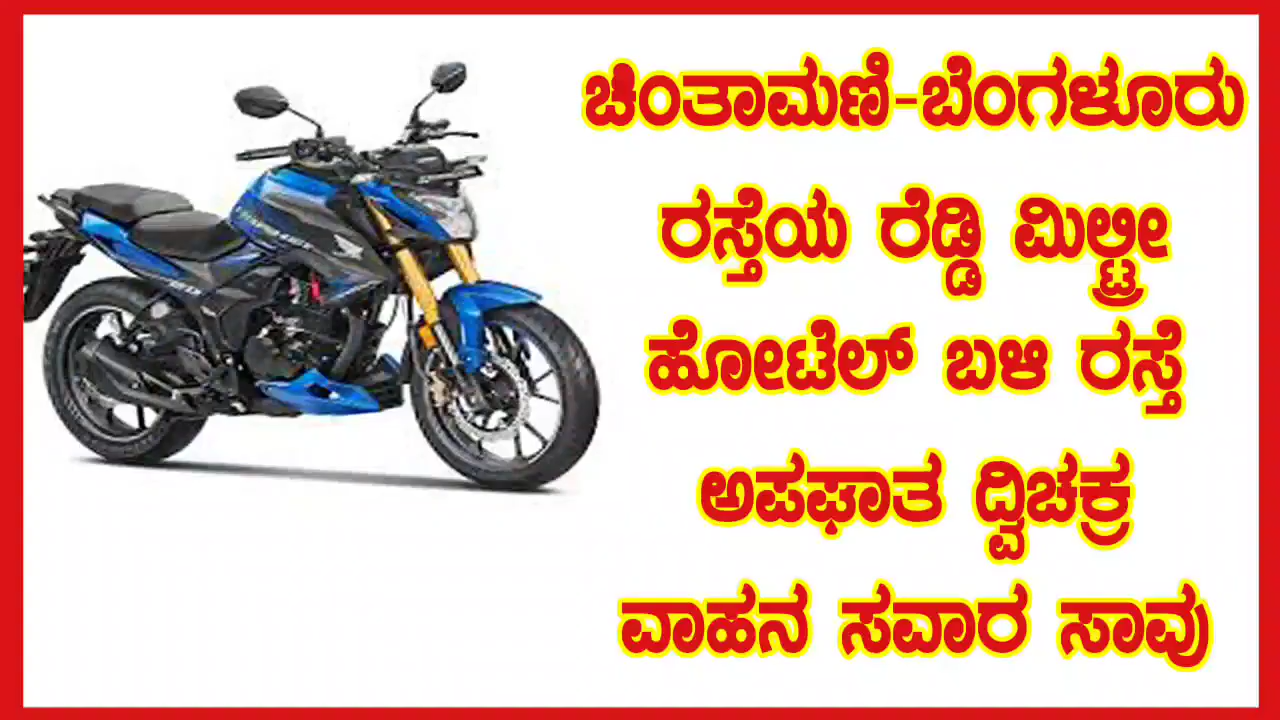 ಚಿಂತಾಮಣಿ-ಬೆಂಗಳೂರು
ರಸ್ತೆಯ ರೆಡ್ಡಿ ಮಿಲ್ಟ್ರೀ
ಹೋಟೆಲ್ ಬಳಿ ರಸ್ತೆ
ಅಪಘಾತ ದ್ವಿಚಕ್ರ
ವಾಹನ ಸವಾರ ಸಾವು